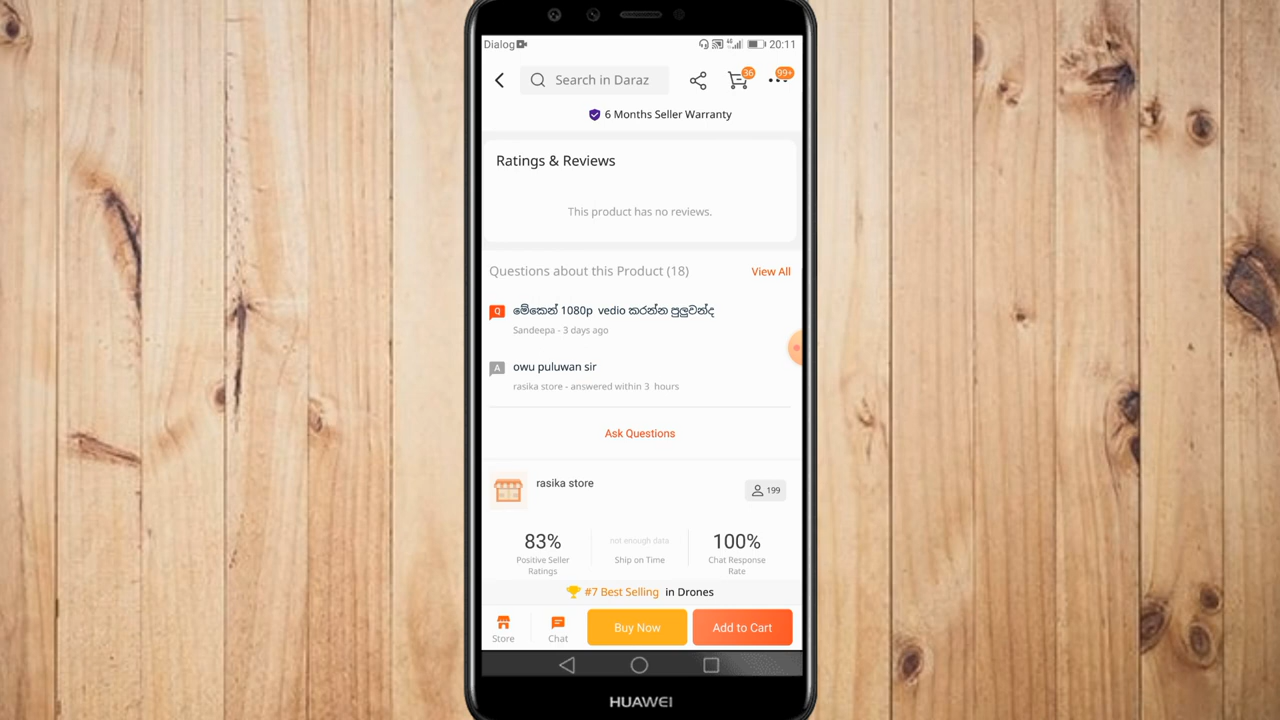 Dialog
4G
20:11
Search in Daraz
36
99+
6 Months Seller Warranty
Ratings & Reviews
This product has no reviews.
Questions about this Product (18)
View All
Q
මේකෙන් 1080p vedio කරන්න පුලුවන්ද
Sandeepa - 3 days ago
A
owu puluwan sir
rasika store - answered within 3 hours
Ask Questions
rasika store
199
83%
not enough data
100%
Positive Seller
Ratings
Ship on Time
Chat Response
Rate
#7 Best Selling in Drones
Store
Chat
Buy Now
Add to Cart
HUAWEI